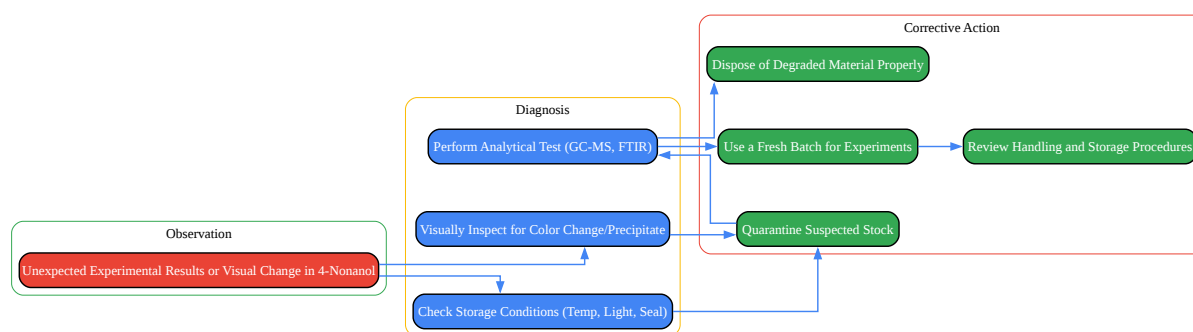 Corrective Action
Dispose of Degraded Material Properly
Diagnosis
Perform Analytical Test (GC-MS, FTIR)
Use a Fresh Batch for Experiments
Review Handling and Storage Procedures
Observation
Visually Inspect for Color Change/Precipitate
Quarantine Suspected Stock
Unexpected Experimental Results or Visual Change in 4-Nonanol
Check Storage Conditions (Temp, Light, Seal)